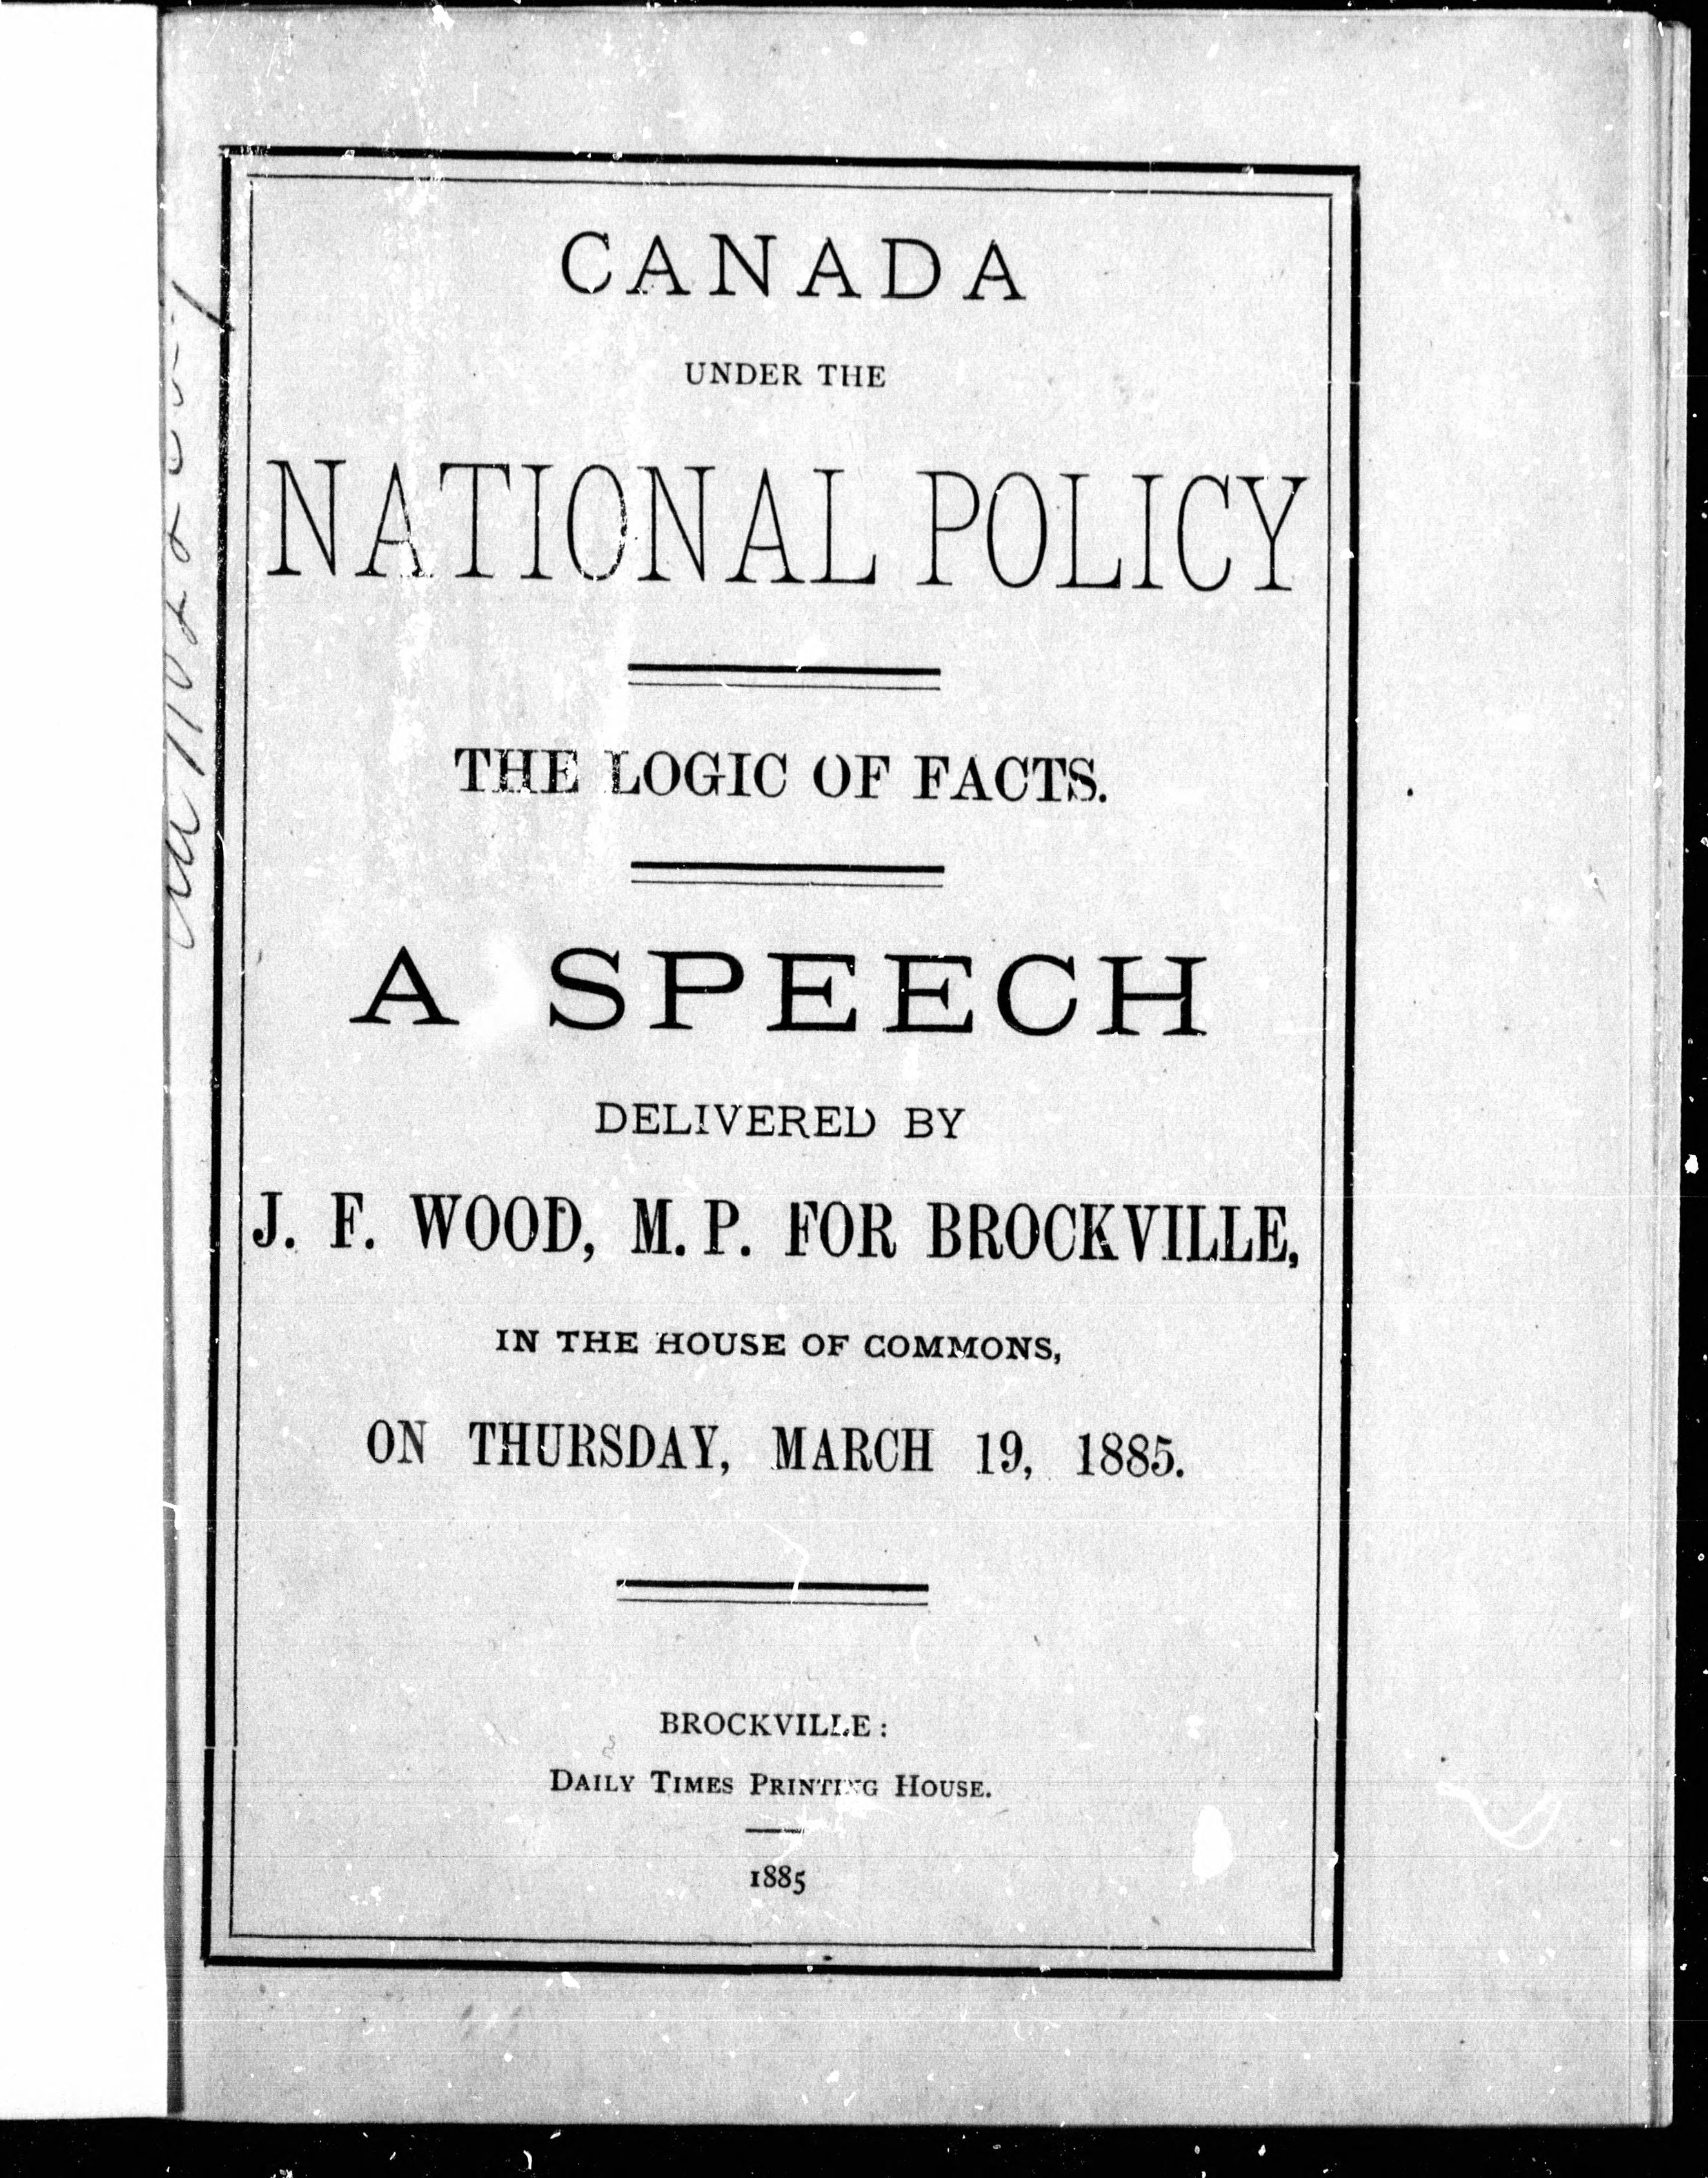 CANADA
UNDER THE
NATIONAL POLICY
THE LOGIC OF FACTS.
A SPEECH
DELIVERED BY
J. F. WOOD, M. P. FOR BROCKVILLE,
IN THE HOUSE OF COMMONS,
ON THURSDAY, MARCH 19, 1885.
BROCKVILLE:
DAILY TIMES PRINTING HOUSE.
1885